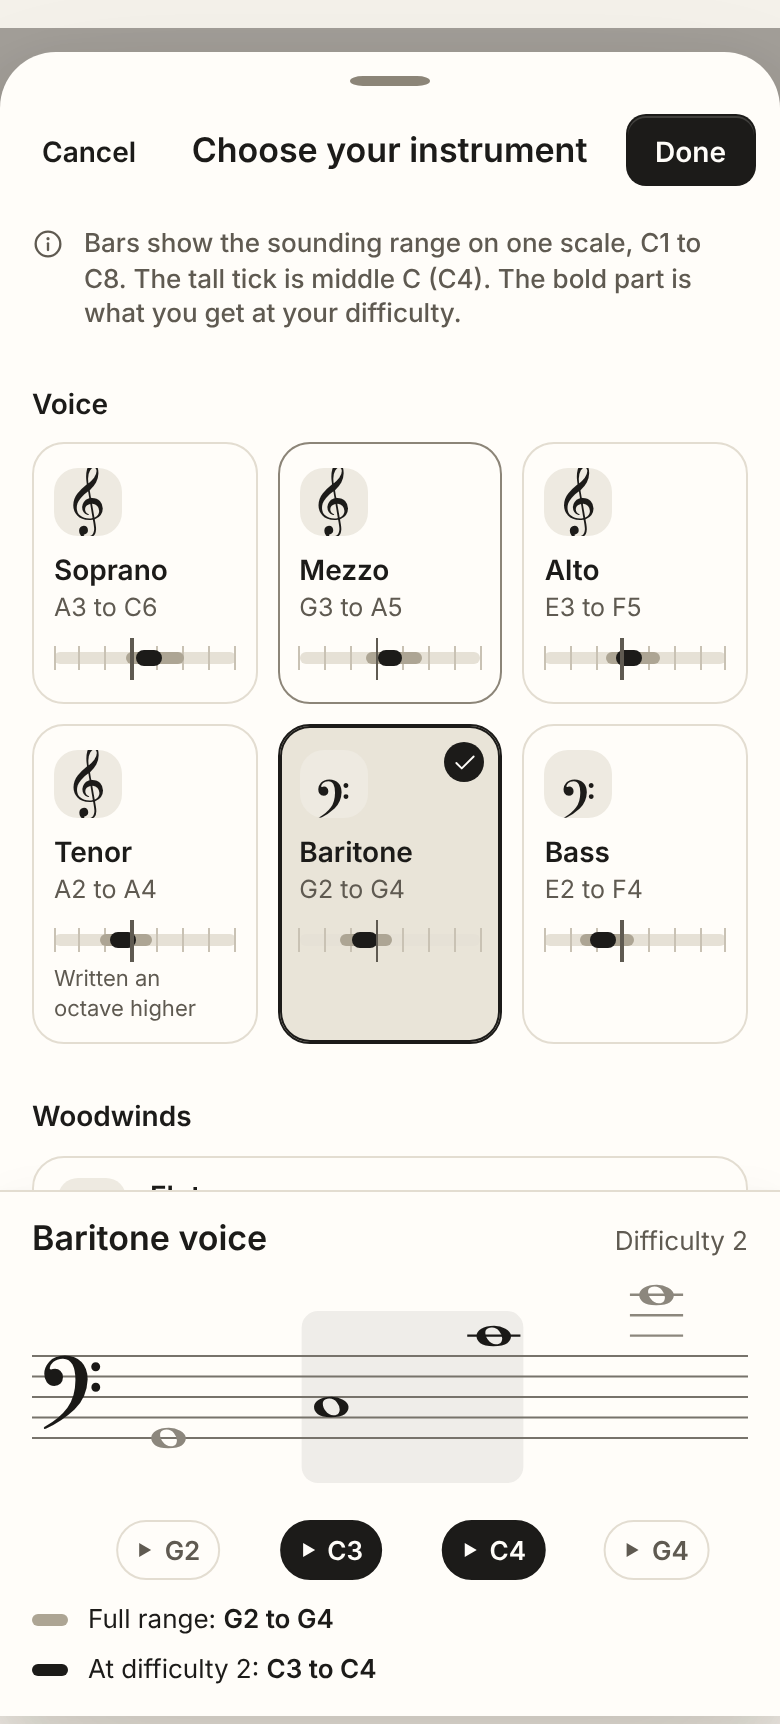 Cancel
Choose your instrument
Done
Bars show the sounding range on one scale, C1 to
C8. The tall tick is middle C (C4). The bold part is
what you get at your difficulty.
Voice
Soprano
A3 to C6
Mezzo
G3 to A5
Alto
E3 to F5
Tenor
A2 to A4
Written an
octave higher
Baritone
G2 to G4
Bass
E2 to F4
Woodwinds
Baritone voice
Difficulty 2
G2
C3
C4
G4
Full range: G2 to G4
At difficulty 2: C3 to C4